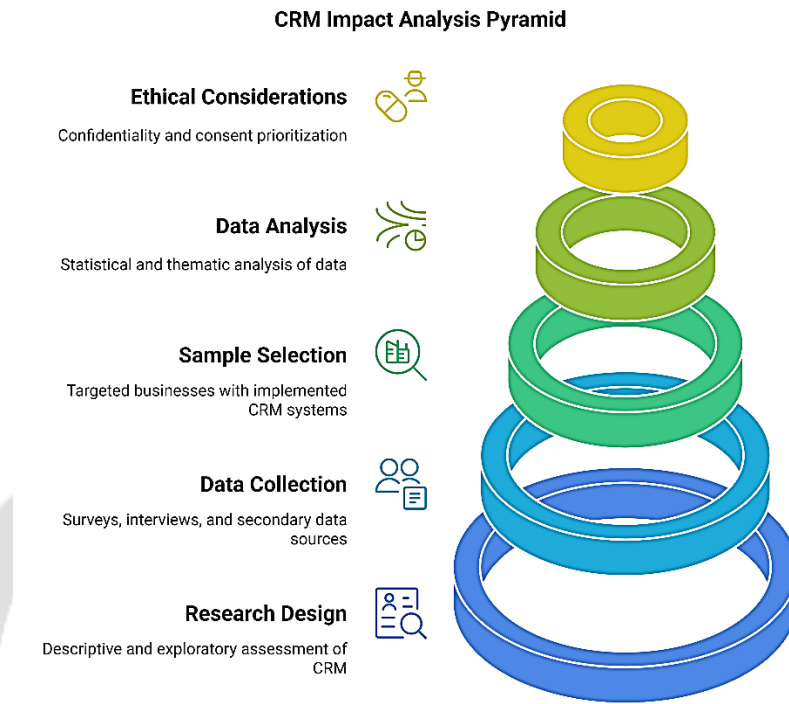 CRM Impact Analysis Pyramid
Ethical Considerations
Confidentiality and consent prioritization
Data Analysis
Statistical and thematic analysis of data
Sample Selection
Targeted businesses with implemented
CRM systems
Data Collection
Surveys, interviews, and secondary data
sources
Research Design
Descriptive and exploratory assessment of
CRM